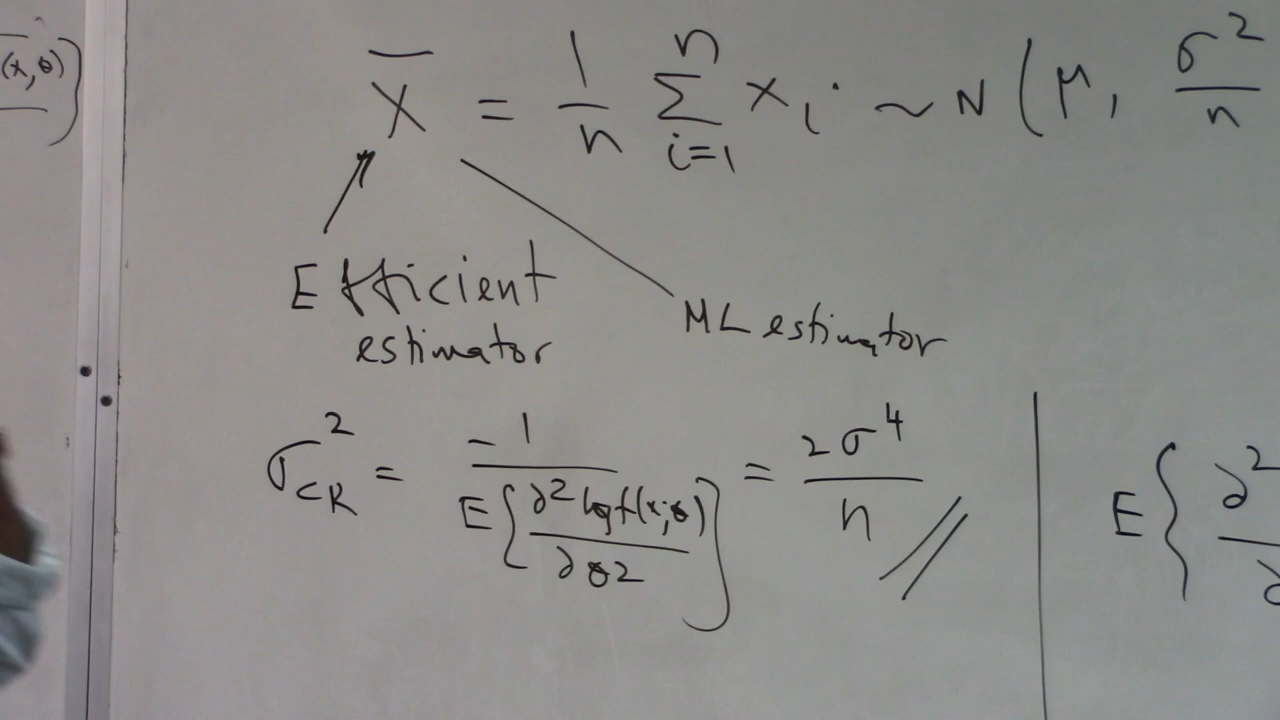 (x, θ) }
X̄ = 1/n ∑_{i=1}^{n} x_i ~ N(μ, σ²/n
Efficient
estimator
ML estimator
σ²_CR = -1 / E{∂² log f(x;θ) / ∂θ²} = 2σ⁴/n //
E{ ∂²/∂